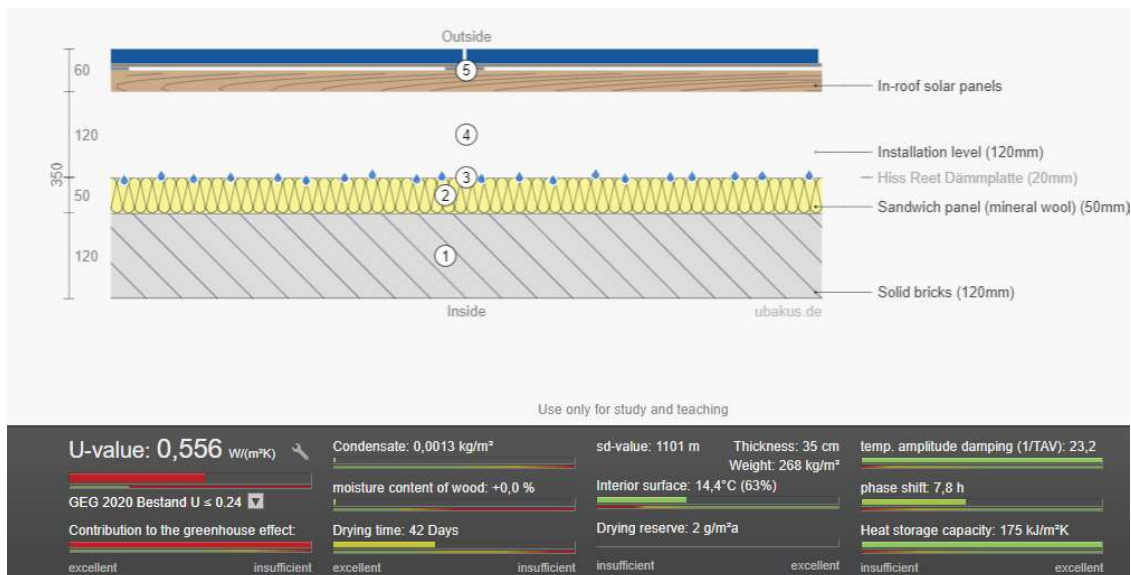 Outside
60
5
In-roof solar panels
4
120
Installation level (120mm)
350
3
Hiss Reet Dämmplatte (20mm)
50
2
Sandwich panel (mineral wool) (50mm)
120
1
Solid bricks (120mm)
Inside
ubakus.de
Use only for study and teaching
U-value: 0,556 W/(m²K)
GEG 2020 Bestand U ≤ 0.24
Contribution to the greenhouse effect:
excellent insufficient
Condensate: 0,0013 kg/m²
moisture content of wood: +0,0 %
Drying time: 42 Days
excellent insufficient
sd-value: 1101 m Thickness: 35 cm
Weight: 268 kg/m²
Interior surface: 14,4°C (63%)
Drying reserve: 2 g/m²a
insufficient excellent
temp. amplitude damping (1/TAV): 23,2
phase shift: 7,8 h
Heat storage capacity: 175 kJ/m²K
insufficient excellent